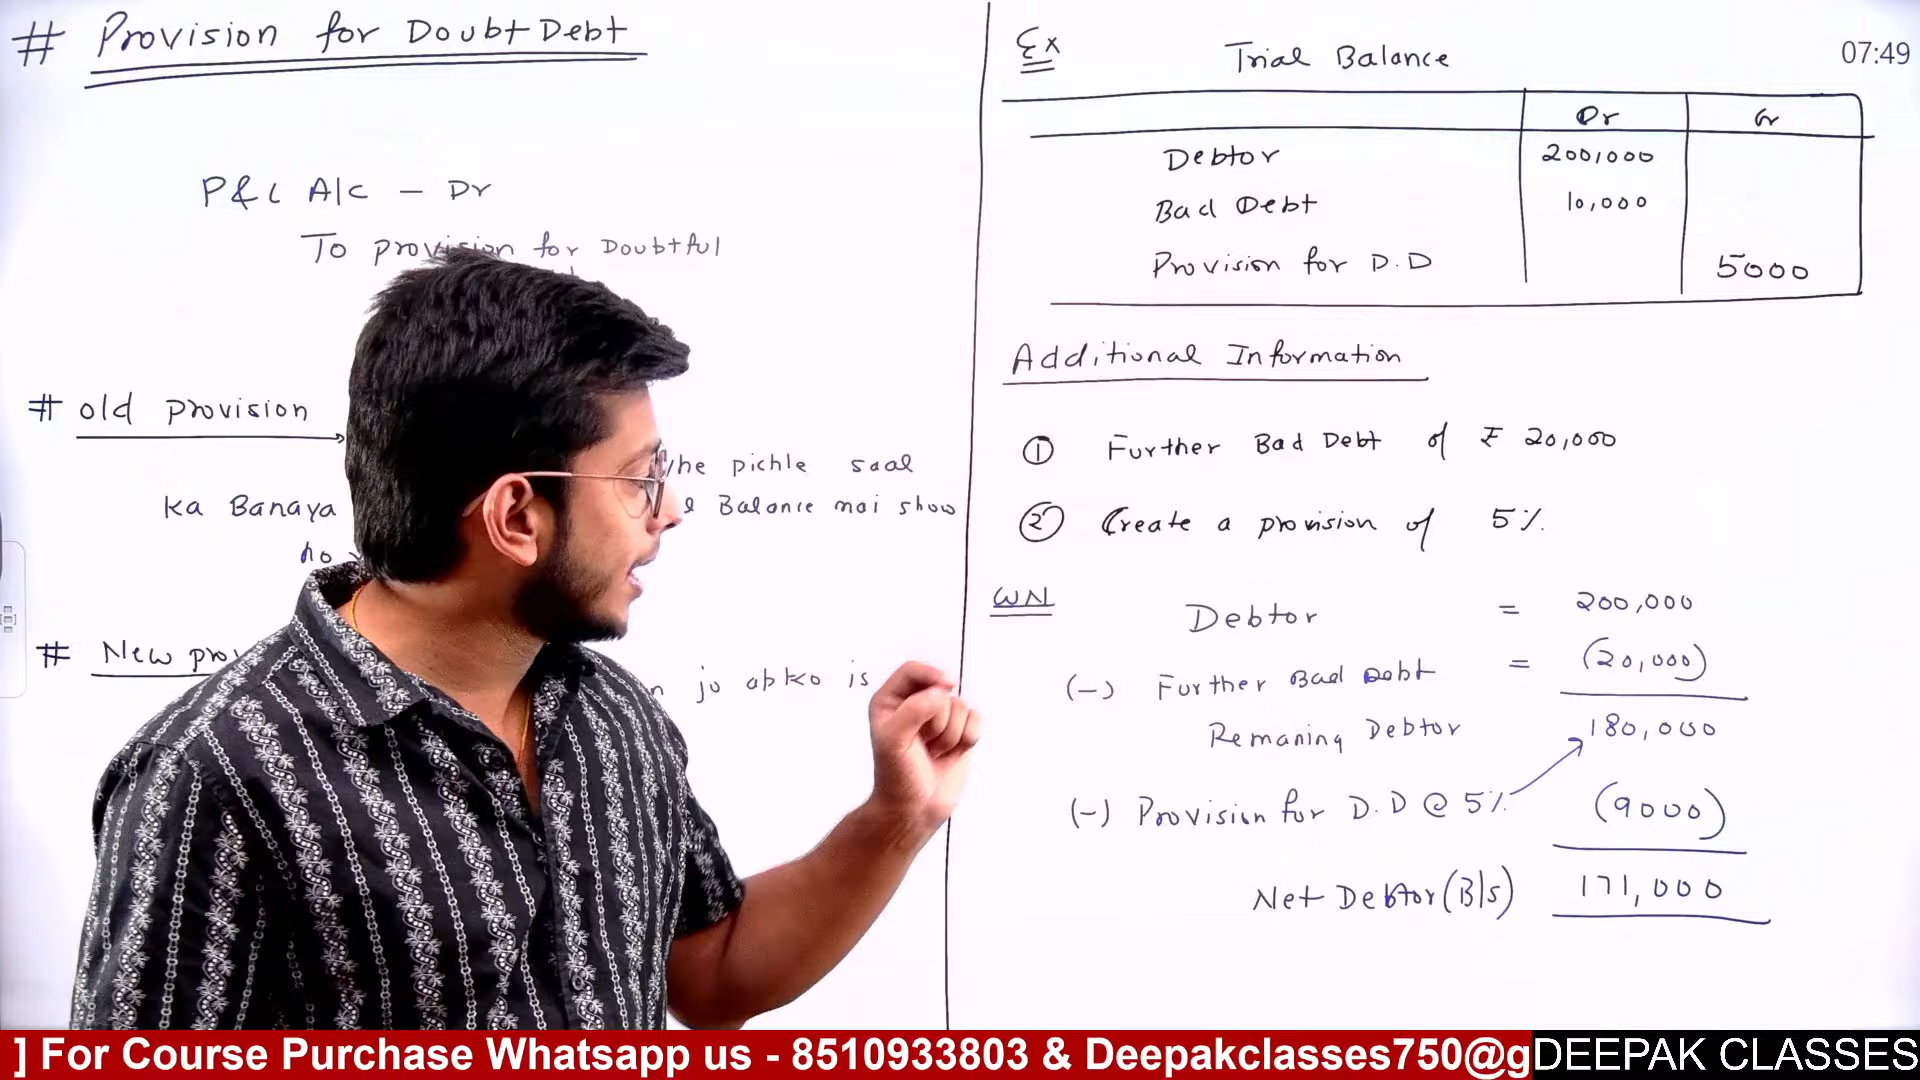 # Provision for Doubt Debt
P&L A/c - Dr
To provision for Doubtful
# old provision
the pichle saal
Ka Banaya Balance mai show
ho
# New pro
jo apko is
Ex Trial Balance
07:49
Dr Cr
Debtor 200,000
Bad Debt 10,000
Provision for D.D 5000
Additional Information
① Further Bad Debt of ₹ 20,000
② Create a provision of 5%.
WN
Debtor = 200,000
(-) Further Bad Debt = (20,000)
Remaning Debtor 180,000
(-) Provision for D.D @ 5% (9000)
Net Debtor (B/s) 171,000
] For Course Purchase Whatsapp us - 8510933803 & Deepakclasses750@g
DEEPAK CLASSES